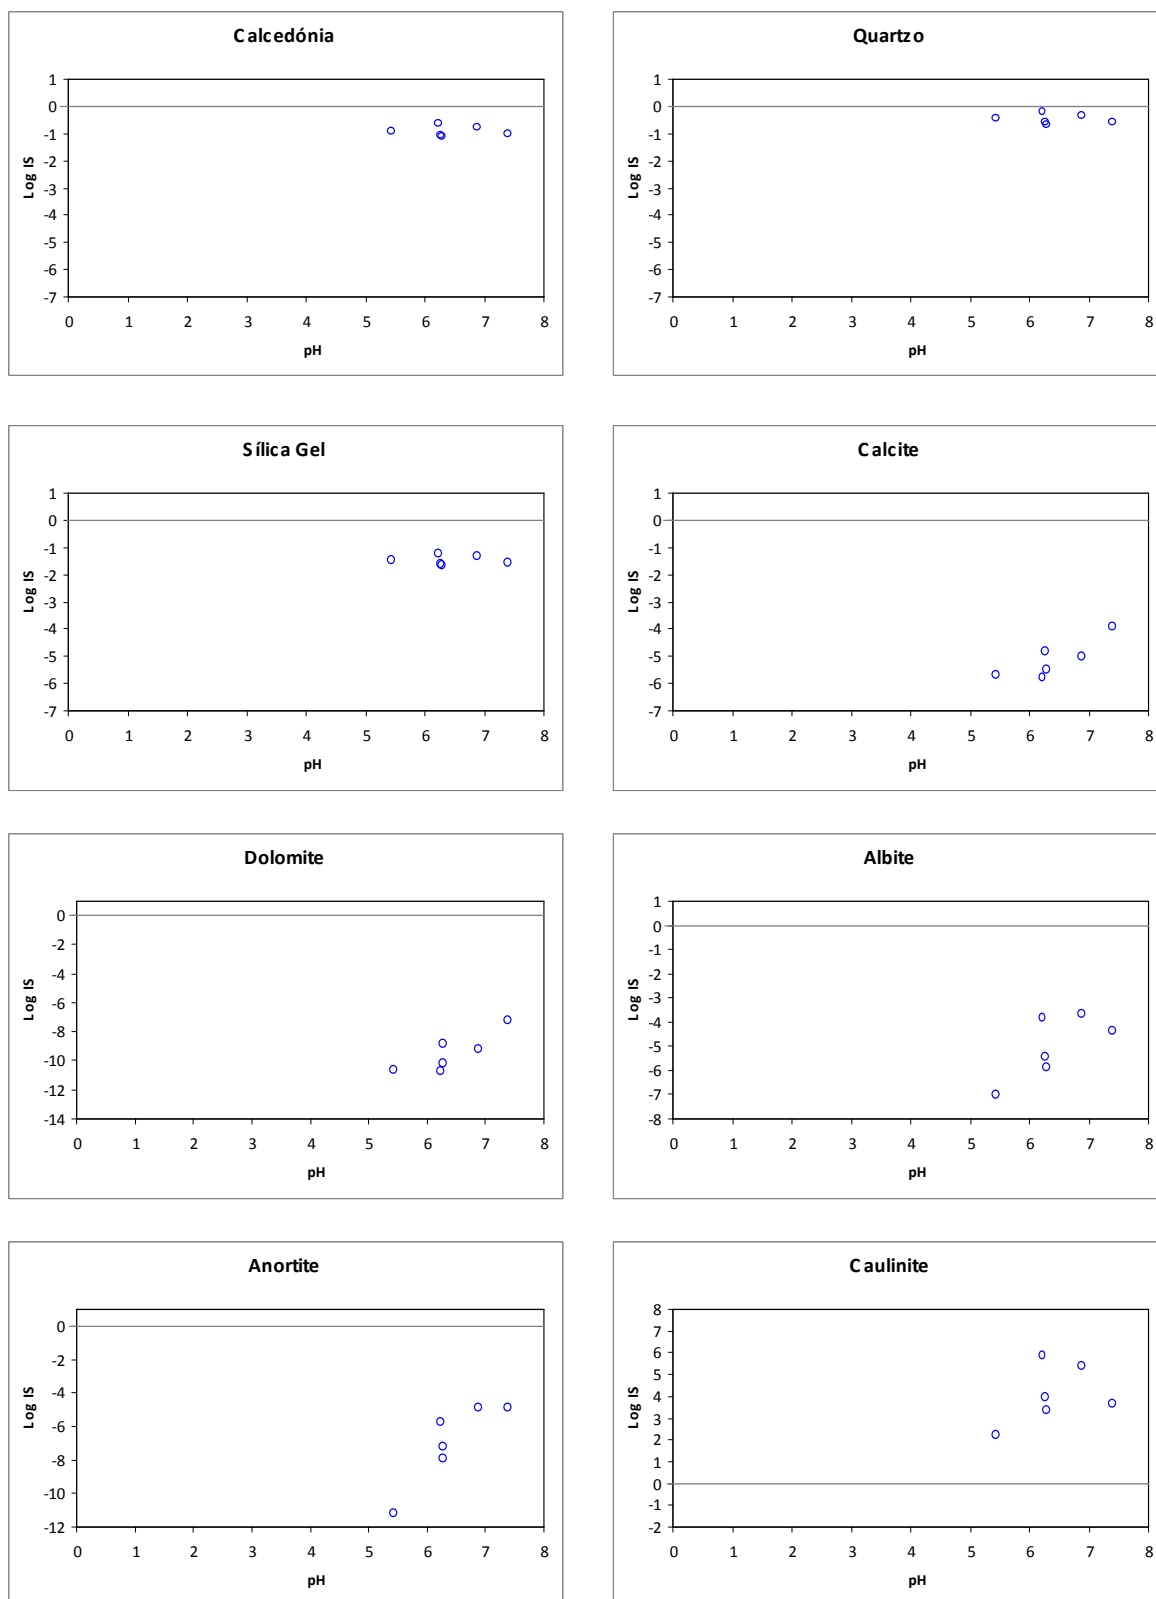 Calcedónia
1
0
-1
-2
-3
-4
-5
-6
-7
Log IS
0 1 2 3 4 5 6 7 8
pH
Quartzo
1
0
-1
-2
-3
-4
-5
-6
-7
Log IS
0 1 2 3 4 5 6 7 8
pH
Sílica Gel
1
0
-1
-2
-3
-4
-5
-6
-7
Log IS
0 1 2 3 4 5 6 7 8
pH
Calcite
1
0
-1
-2
-3
-4
-5
-6
-7
Log IS
0 1 2 3 4 5 6 7 8
pH
Dolomite
0
-2
-4
-6
-8
-10
-12
-14
Log IS
0 1 2 3 4 5 6 7 8
pH
Albite
1
0
-1
-2
-3
-4
-5
-6
-7
-8
Log IS
0 1 2 3 4 5 6 7 8
pH
Anortite
0
-2
-4
-6
-8
-10
-12
Log IS
0 1 2 3 4 5 6 7 8
pH
Caulinite
8
7
6
5
4
3
2
1
0
-1
-2
Log IS
0 1 2 3 4 5 6 7 8
pH